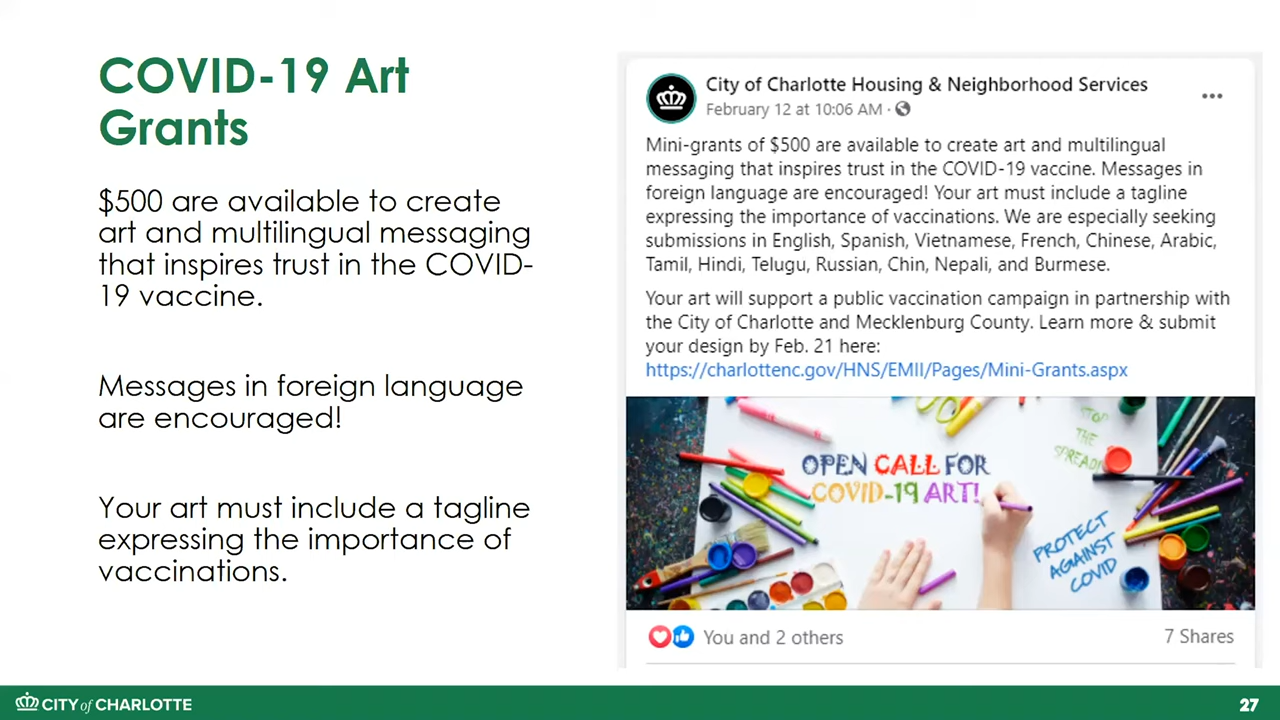 COVID-19 Art
Grants
$500 are available to create
art and multilingual messaging
that inspires trust in the COVID-
19 vaccine.
Messages in foreign language
are encouraged!
Your art must include a tagline
expressing the importance of
vaccinations.
City of Charlotte Housing & Neighborhood Services
February 12 at 10:06 AM ·
Mini-grants of $500 are available to create art and multilingual
messaging that inspires trust in the COVID-19 vaccine. Messages in
foreign language are encouraged! Your art must include a tagline
expressing the importance of vaccinations. We are especially seeking
submissions in English, Spanish, Vietnamese, French, Chinese, Arabic,
Tamil, Hindi, Telugu, Russian, Chin, Nepali, and Burmese.
Your art will support a public vaccination campaign in partnership with
the City of Charlotte and Mecklenburg County. Learn more & submit
your design by Feb. 21 here:
https://charlottenc.gov/HNS/EMII/Pages/Mini-Grants.aspx
OPEN CALL FOR
COVID-19 ART!
STOP
THE
SPREAD!
PROTECT
AGAINST
COVID
You and 2 others
7 Shares
CITY of CHARLOTTE
27